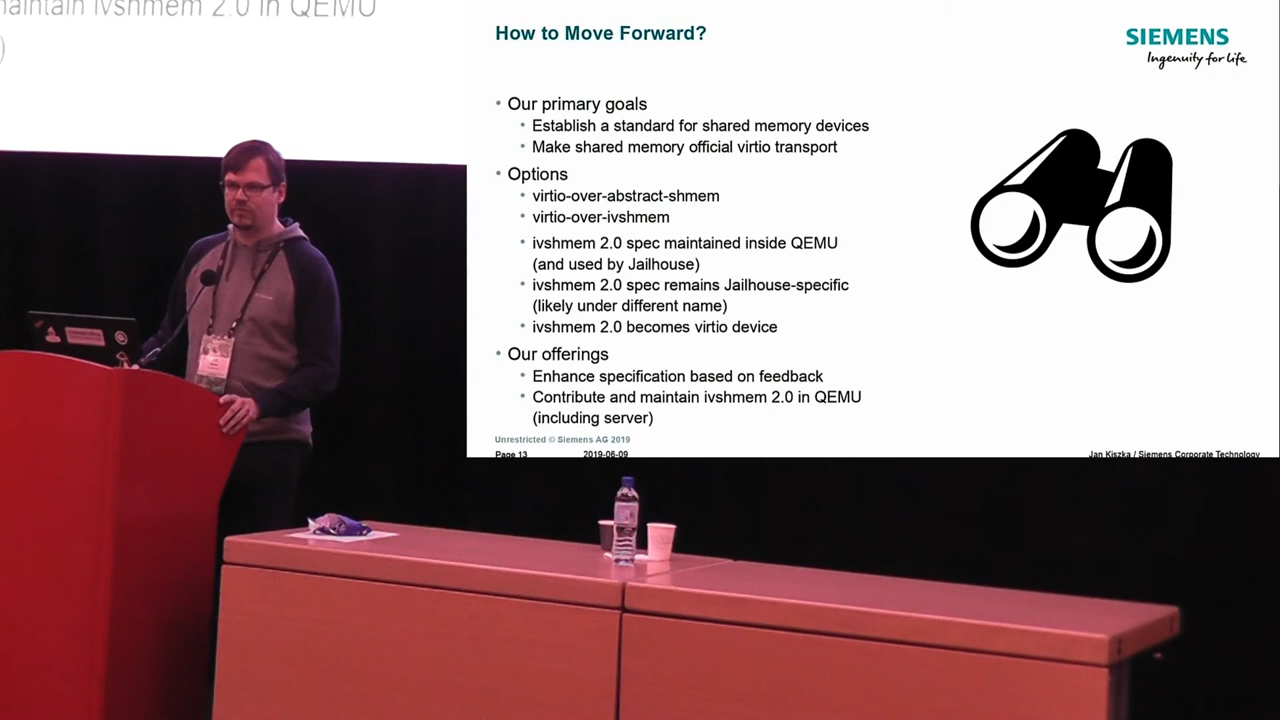 maintain ivshmem 2.0 in QEMU
)
How to Move Forward?
SIEMENS
Ingenuity for life
• Our primary goals
• Establish a standard for shared memory devices
• Make shared memory official virtio transport
• Options
• virtio-over-abstract-shmem
• virtio-over-ivshmem
• ivshmem 2.0 spec maintained inside QEMU
(and used by Jailhouse)
• ivshmem 2.0 spec remains Jailhouse-specific
(likely under different name)
• ivshmem 2.0 becomes virtio device
• Our offerings
• Enhance specification based on feedback
• Contribute and maintain ivshmem 2.0 in QEMU
(including server)
Unrestricted © Siemens AG 2019
Page 13 2019-06-09 Jan Kiszka / Siemens Corporate Technology